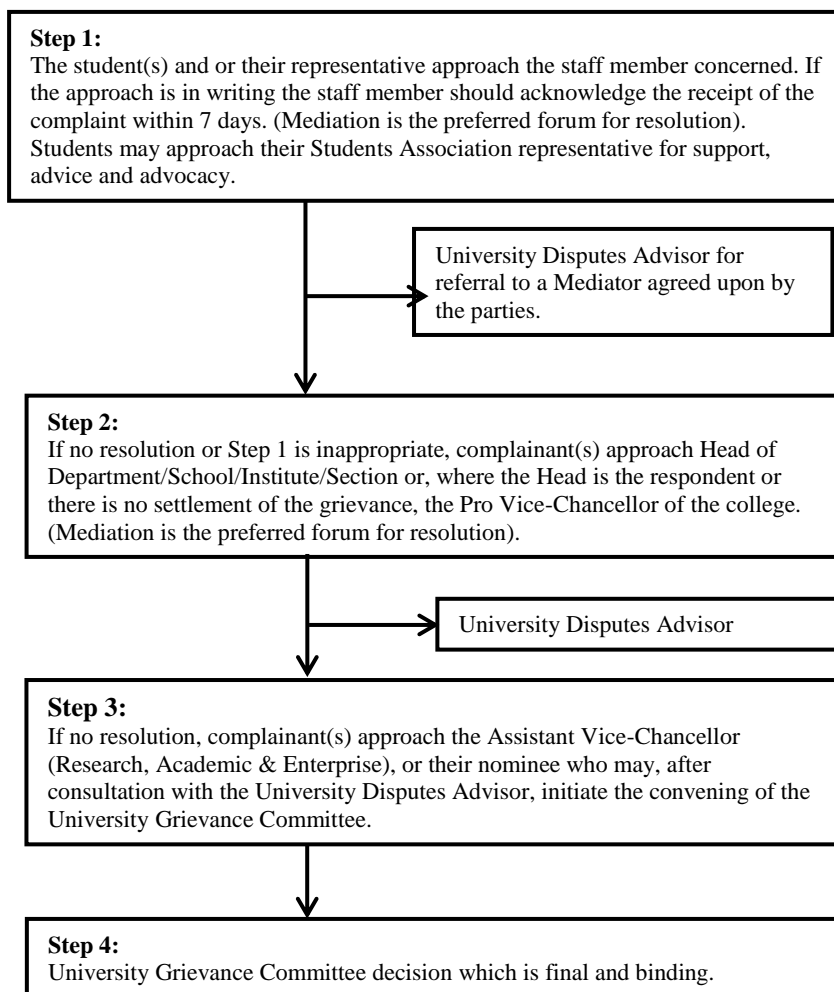 Step 1:
The student(s) and or their representative approach the staff member concerned. If
the approach is in writing the staff member should acknowledge the receipt of the
complaint within 7 days. (Mediation is the preferred forum for resolution).
Students may approach their Students Association representative for support,
advice and advocacy.
University Disputes Advisor for
referral to a Mediator agreed upon by
the parties.
Step 2:
If no resolution or Step 1 is inappropriate, complainant(s) approach Head of
Department/School/Institute/Section or, where the Head is the respondent or
there is no settlement of the grievance, the Pro Vice-Chancellor of the college.
(Mediation is the preferred forum for resolution).
University Disputes Advisor
Step 3:
If no resolution, complainant(s) approach the Assistant Vice-Chancellor
(Research, Academic & Enterprise), or their nominee who may, after
consultation with the University Disputes Advisor, initiate the convening of the
University Grievance Committee.
Step 4:
University Grievance Committee decision which is final and binding.